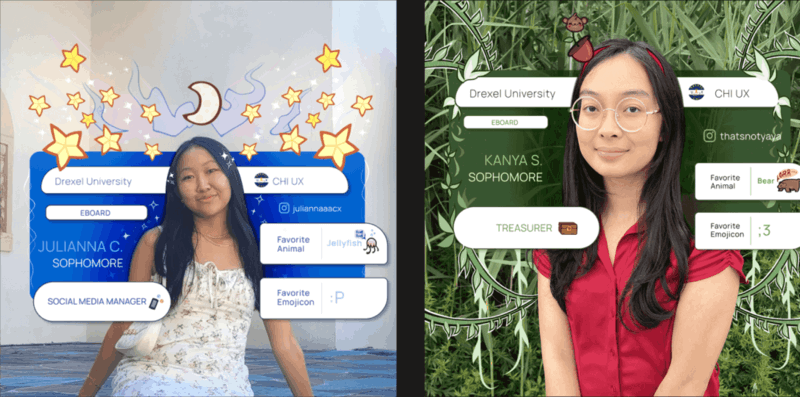 Drexel University
CHI UX
EBOARD
juliannaaacx
JULIANNA C.
SOPHOMORE
Favorite
Animal
Jellyfish
SOCIAL MEDIA MANAGER
Favorite
Emojicon
:P
Drexel University
CHI UX
EBOARD
thatsnotyaya
KANYA S.
SOPHOMORE
Favorite
Animal
Bear
TREASURER
Favorite
Emojicon
;3